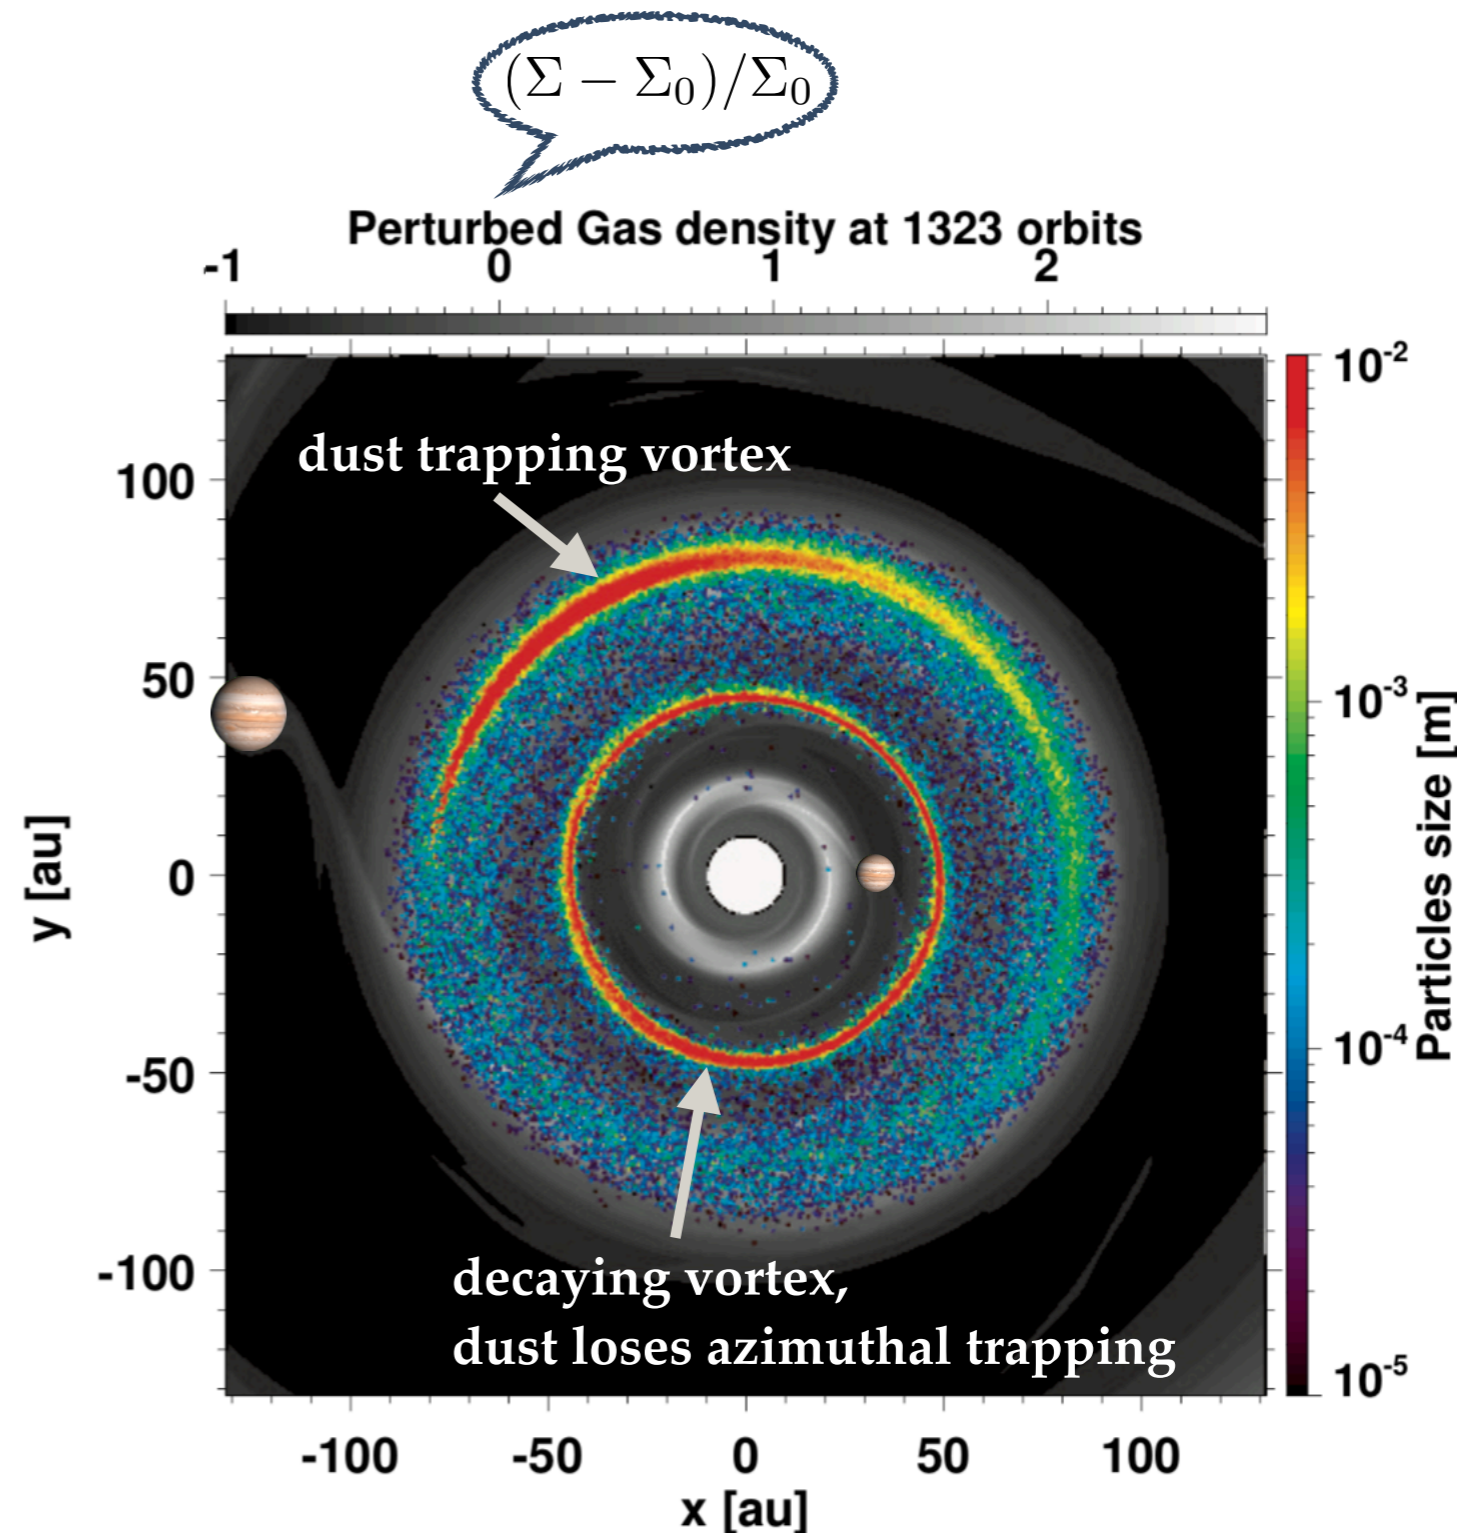 (Σ − Σ₀)/Σ₀
Perturbed Gas density at 1323 orbits
-1 0 1 2
10⁻²
dust trapping vortex
100
50
10⁻³
0
10⁻⁴
-50
-100
decaying vortex,
dust loses azimuthal trapping
10⁻⁵
-100 -50 0 50 100
x [au]
y [au]
Particles size [m]